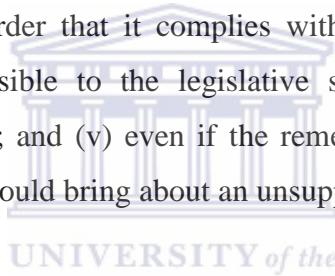 rder that it complies with
sible to the legislative s
; and (v) even if the reme
ould bring about an unsupp
UNIVERSITY of the